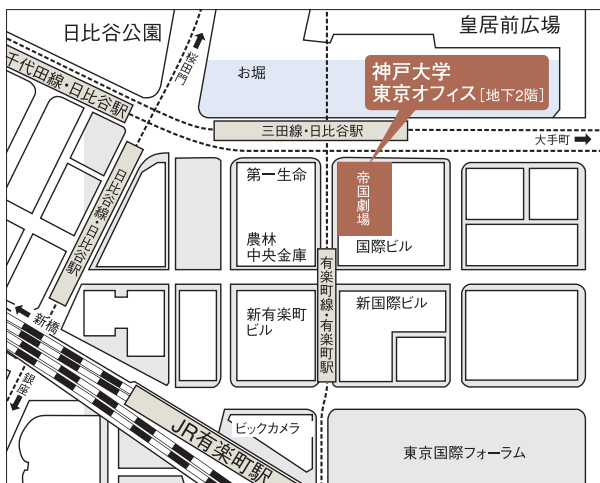 日比谷公園
皇居前広場
千代田線・日比谷駅
桜田門
お堀
神戸大学
東京オフィス[地下2階]
三田線・日比谷駅
大手町
日比谷線・日比谷駅
第一生命
帝国劇場
農林
中央金庫
国際ビル
有楽町線・有楽町駅
新有楽町
ビル
新国際ビル
新橋
銀座
JR有楽町駅
ビックカメラ
東京国際フォーラム